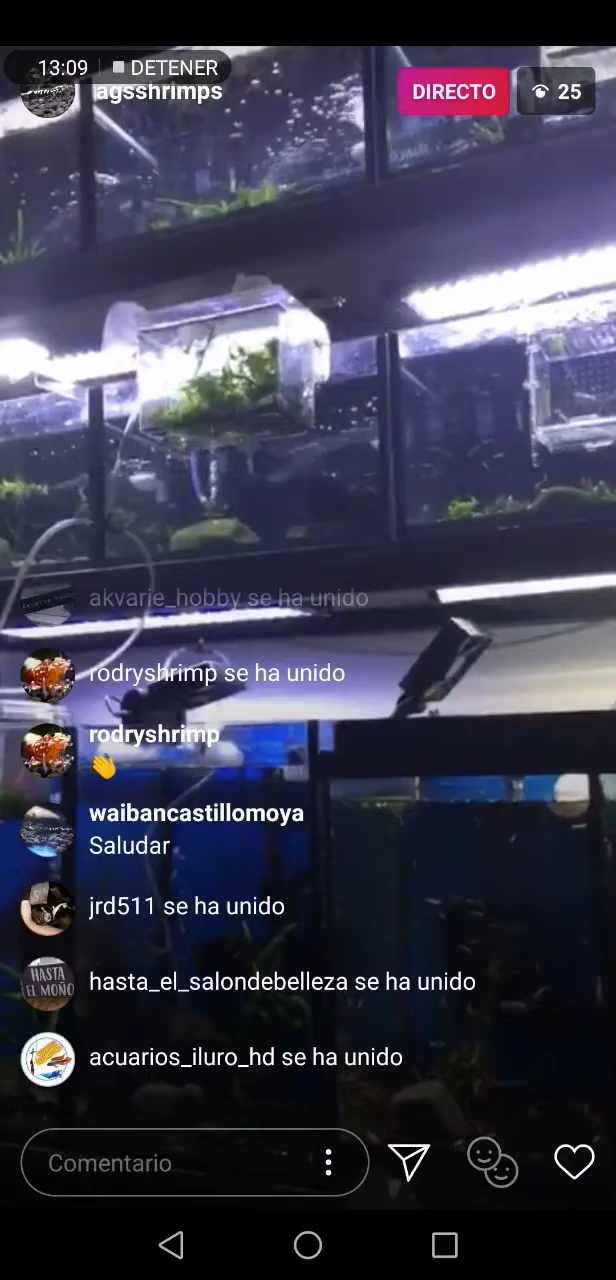 13:09 DETENER
agsshrimps
DIRECTO 25
akvarie_hobby se ha unido
rodryshrimp se ha unido
rodryshrimp
👋
waibancastillomoya
Saludar
jrd511 se ha unido
HASTA
EL MOÑO
hasta_el_salondebelleza se ha unido
acuarios_iluro_hd se ha unido
Comentario